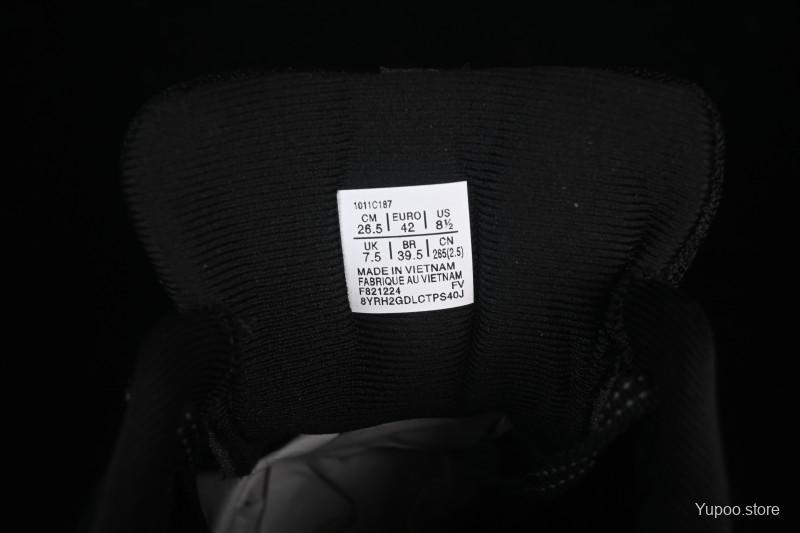 1011C187
CM EURO US
26.5 42 8½
UK BR CN
7.5 39.5 265(2.5)
MADE IN VIETNAM
FABRIQUE AU VIETNAM
F821224 FV
8YRH2GDLCTPS40J
Yupoo.store